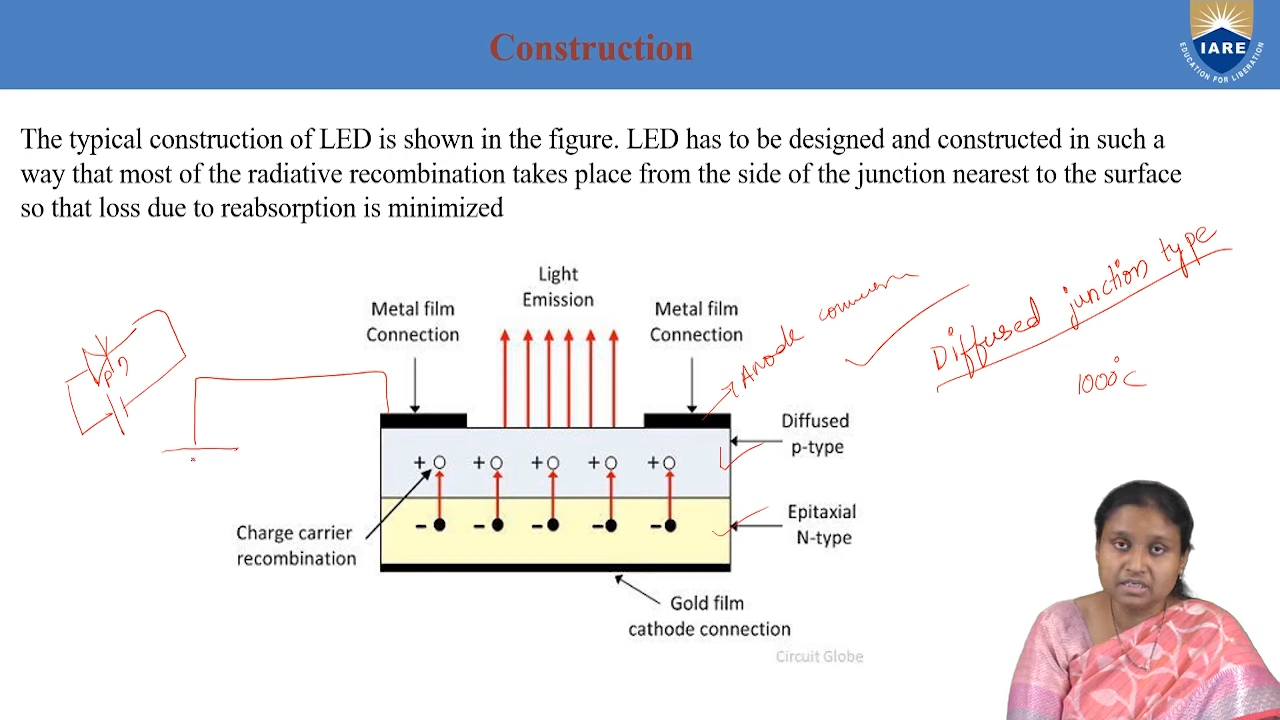 Construction
IARE
EDUCATION FOR LIBERATION
The typical construction of LED is shown in the figure. LED has to be designed and constructed in such a
way that most of the radiative recombination takes place from the side of the junction nearest to the surface
so that loss due to reabsorption is minimized
Light
Emission
Metal film
Connection
Metal film
Connection
Anode
Diffused junction type
1000°C
p n
Diffused
p-type
+ + + + +
Charge carrier
recombination
- - - - -
Epitaxial
N-type
Gold film
cathode connection
Circuit Globe